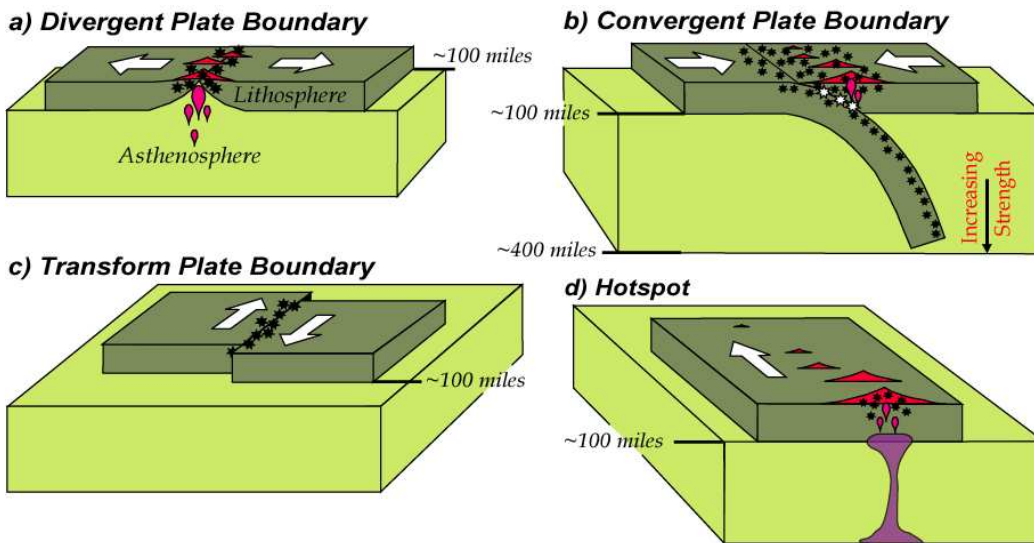 a) Divergent Plate Boundary
~100 miles
Lithosphere
Asthenosphere
b) Convergent Plate Boundary
~100 miles
Increasing
Strength
~400 miles
c) Transform Plate Boundary
~100 miles
d) Hotspot
~100 miles